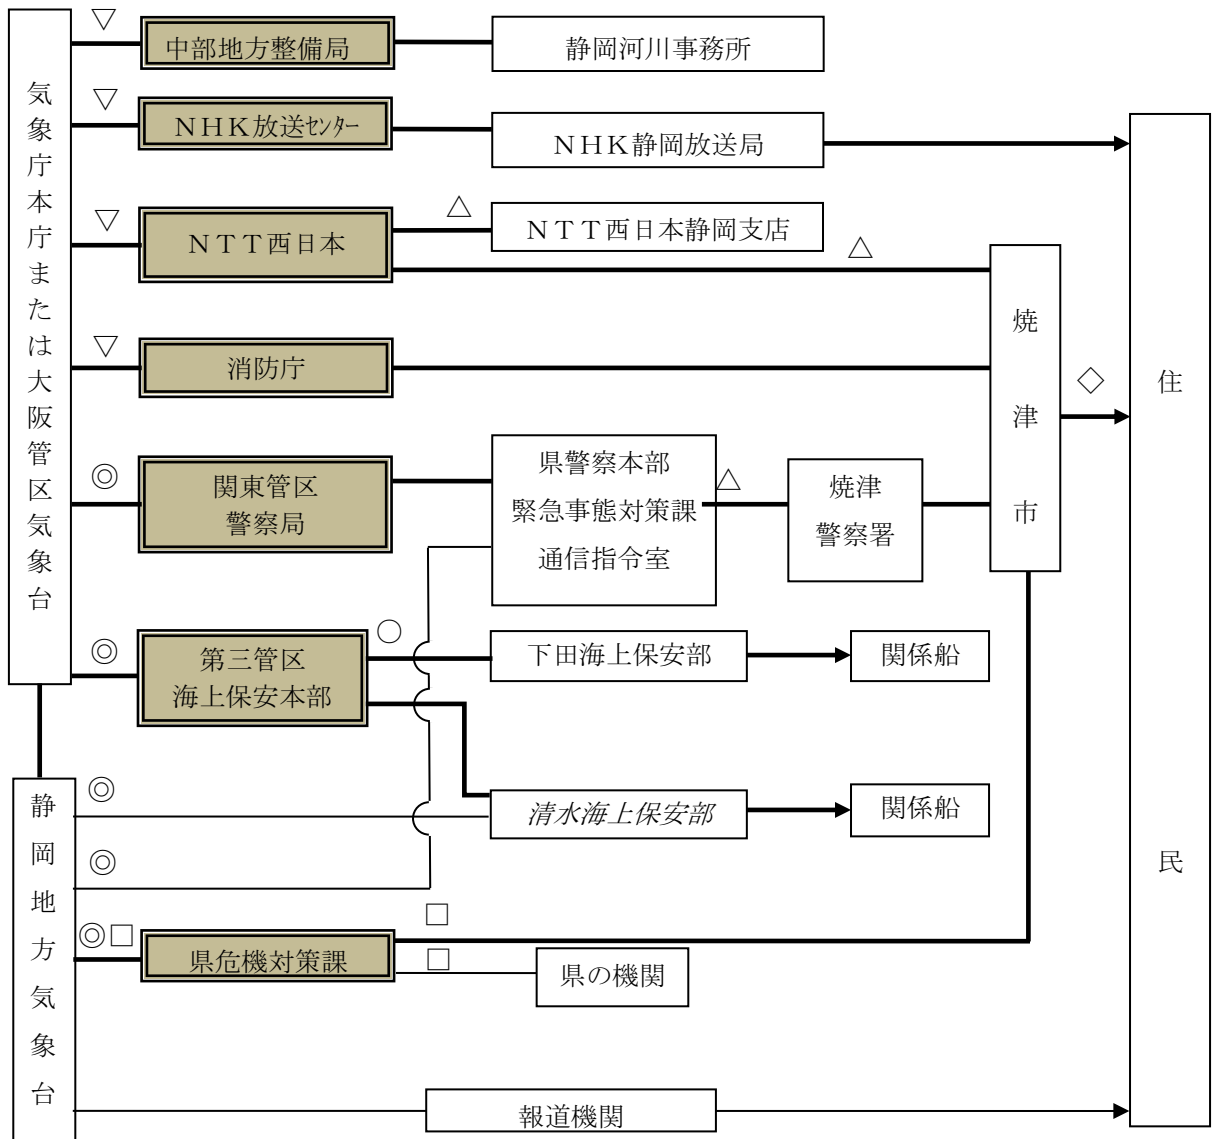 気象庁本庁または大阪管区気象台
▽
中部地方整備局
静岡河川事務所
▽
NHK放送ｾﾝﾀｰ
NHK静岡放送局
▽
NTT西日本
△
NTT西日本静岡支店
△
▽
消防庁
焼津市
◇
住民
◎
関東管区
警察局
県警察本部
緊急事態対策課
通信指令室
△
焼津
警察署
◎
第三管区
海上保安本部
○
下田海上保安部
関係船
静岡地方気象台
◎
清水海上保安部
関係船
◎
◎□
県危機対策課
□
□
県の機関
報道機関